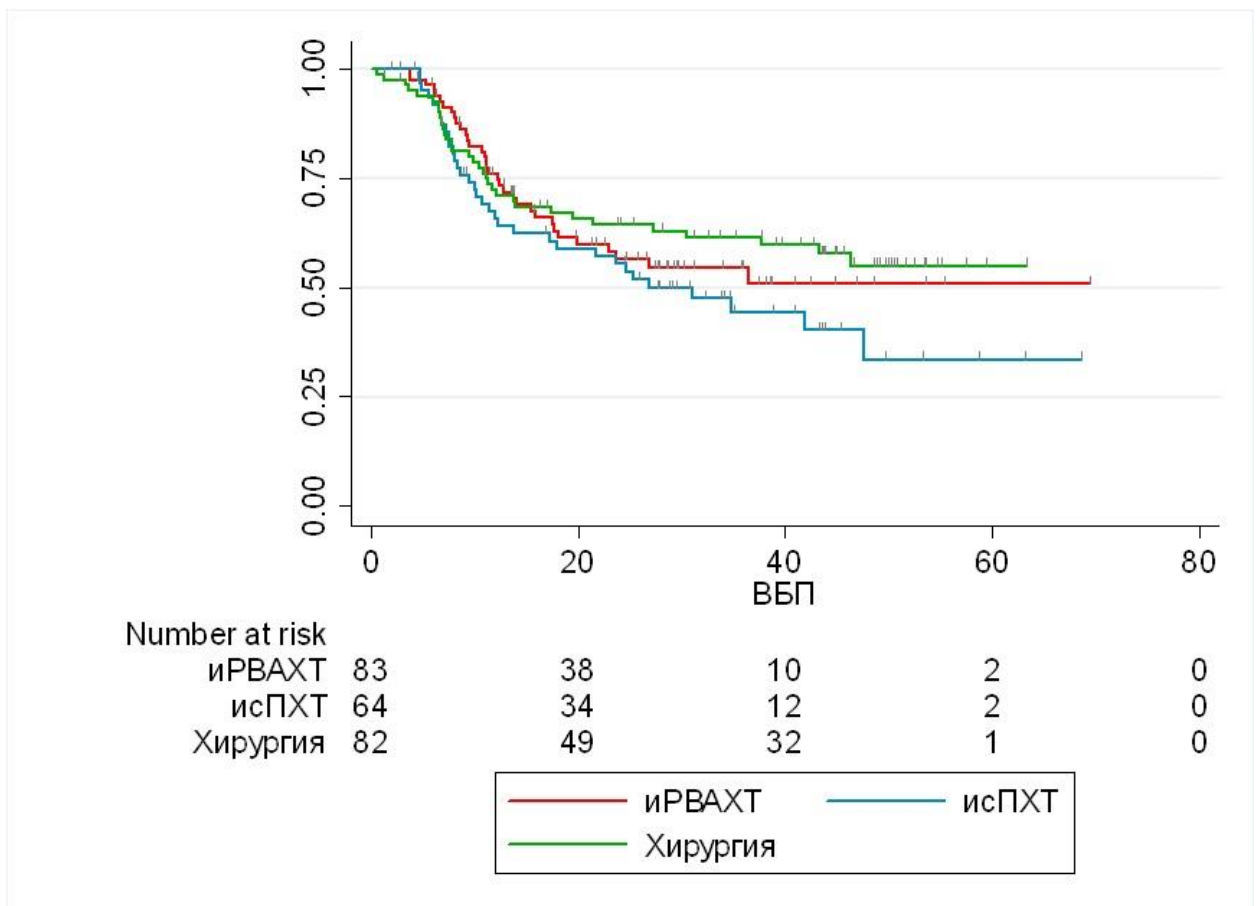 1.00
0.75
0.50
0.25
0.00
0 20 40 60 80
ВБП
Number at risk
иРВАХТ 83 38 10 2 0
исПХТ 64 34 12 2 0
Хирургия 82 49 32 1 0
иРВАХТ исПХТ
Хирургия